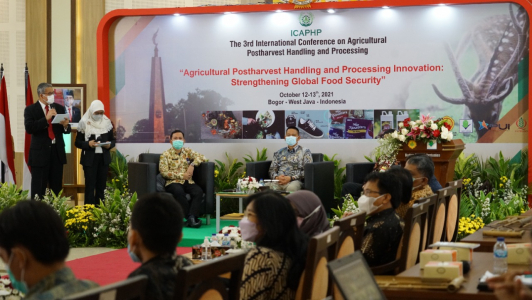 ICAPHP
The 3rd International Conference on Agricultural
Postharvest Handling and Processing
"Agricultural Postharvest Handling and Processing Innovation:
Strengthening Global Food Security"
October 12-13th, 2021
Bogor - West Java - Indonesia